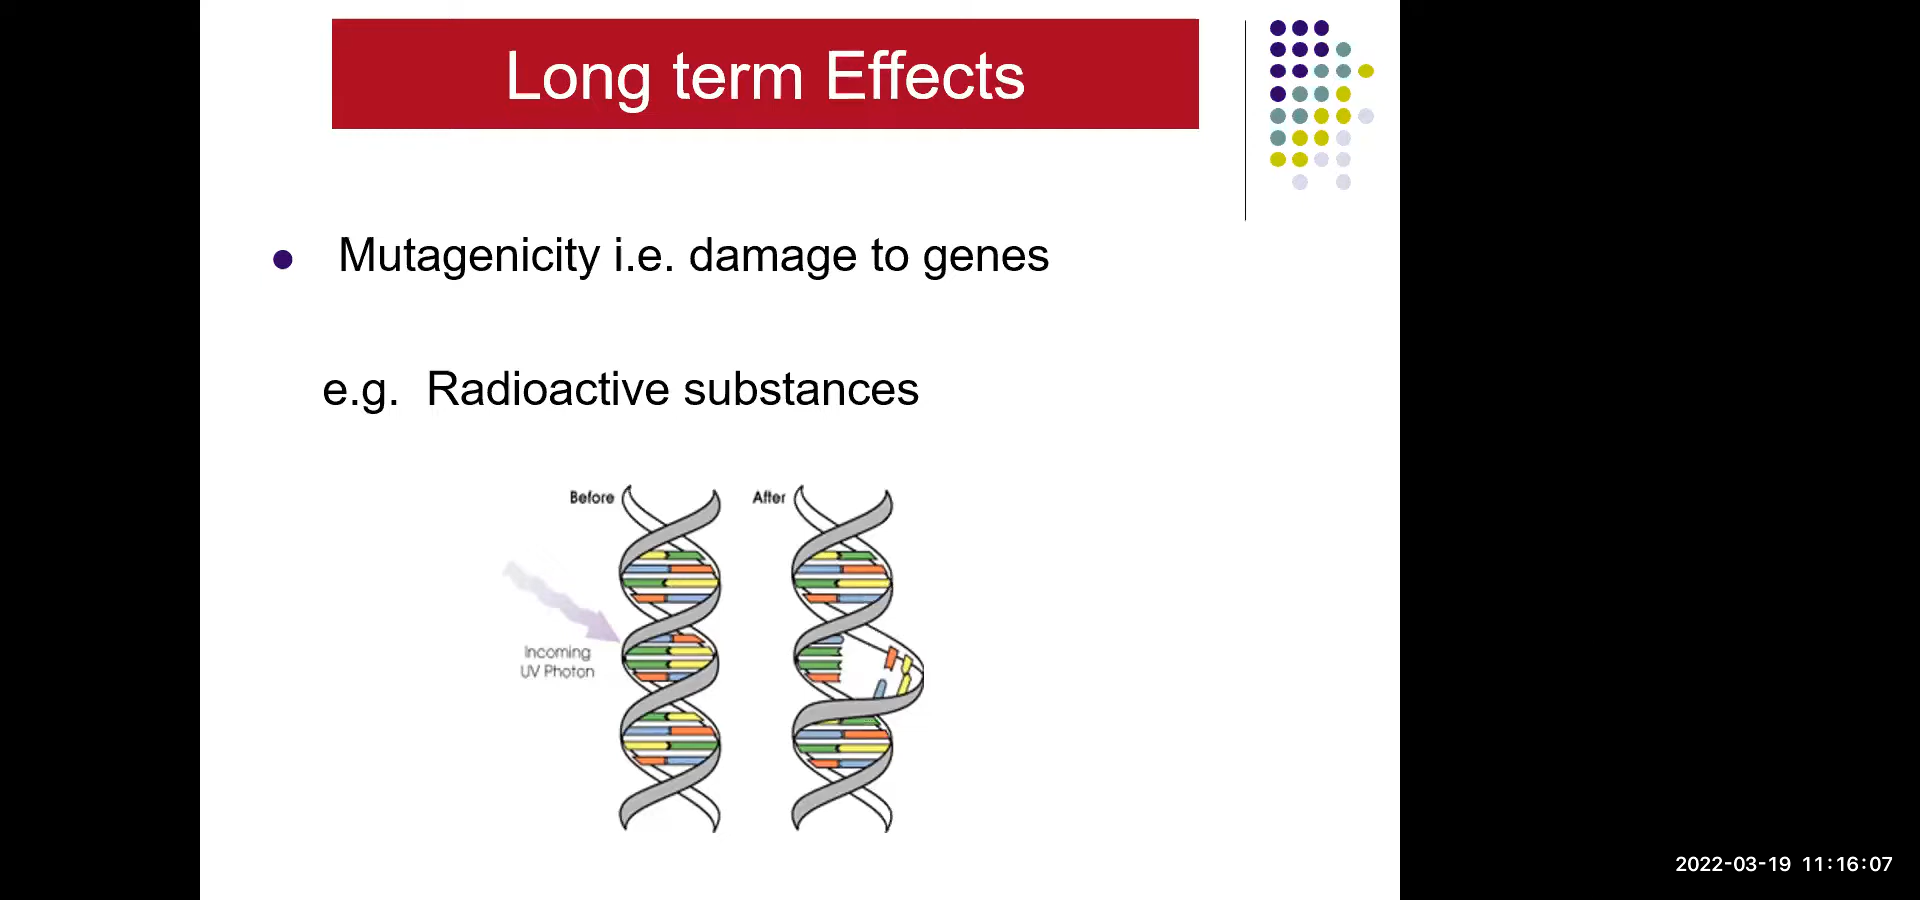 Long term Effects
Mutagenicity i.e. damage to genes
e.g. Radioactive substances
Before
After
Incoming
UV Photon
2022-03-19 11:16:07